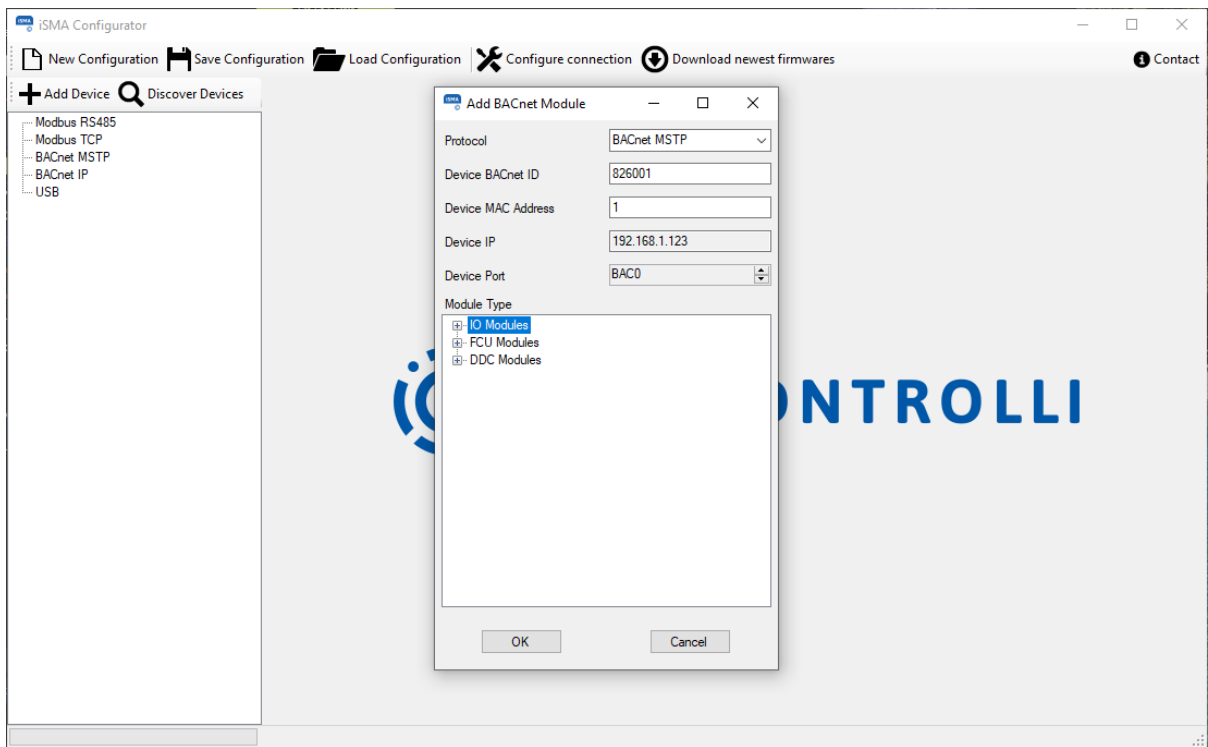 iSMA Configurator
New Configuration Save Configuration Load Configuration Configure connection Download newest firmwares Contact
Add Device Discover Devices
Modbus RS485
Modbus TCP
BACnet MSTP
BACnet IP
USB
Add BACnet Module
Protocol BACnet MSTP
Device BACnet ID 826001
Device MAC Address 1
Device IP 192.168.1.123
Device Port BAC0
Module Type
IO Modules
FCU Modules
DDC Modules
NTROLLI
OK Cancel